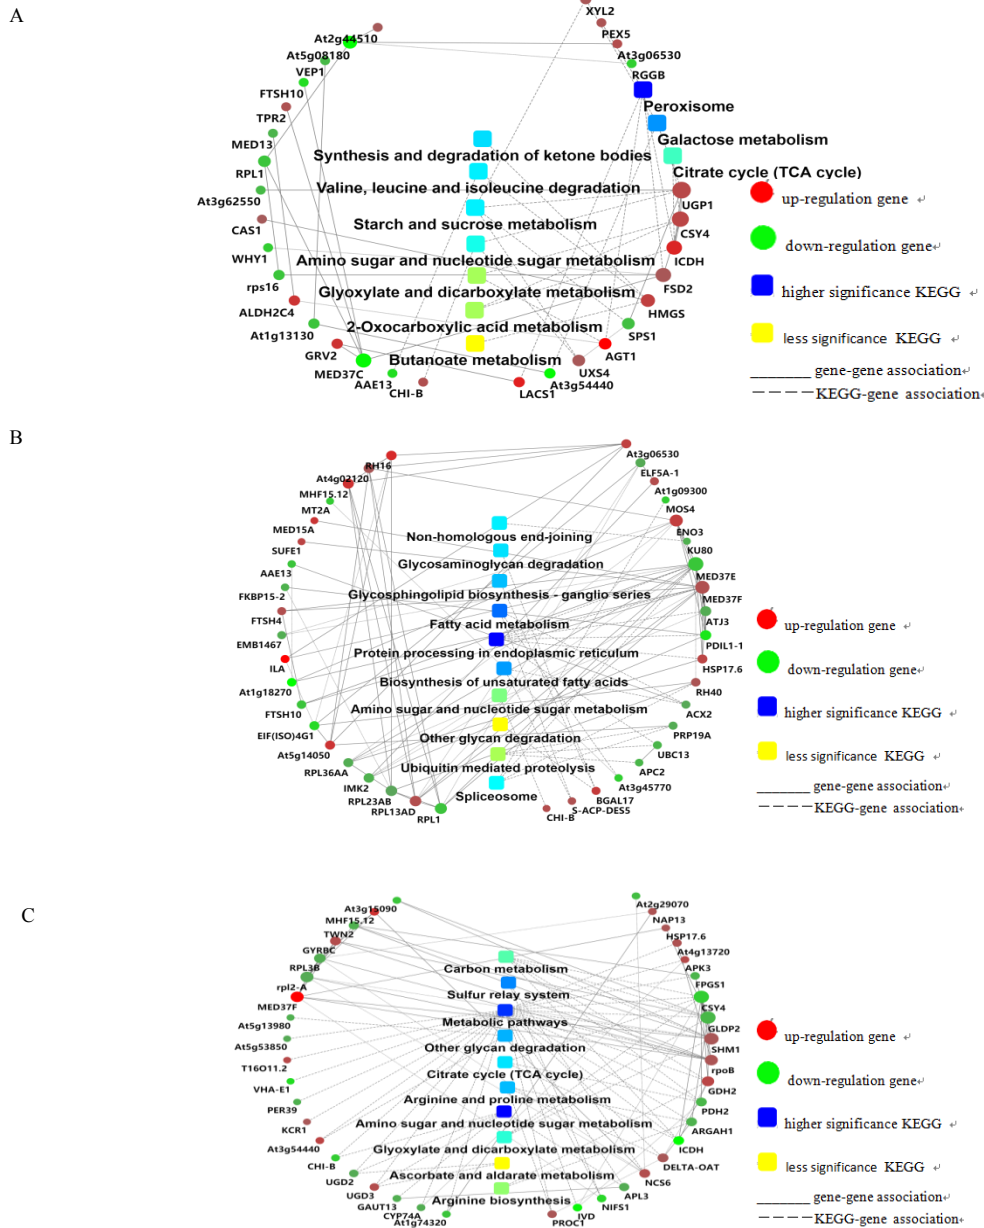 A
XYL2
PEX5
At2g44510
At5g08180
At3g06530
VEP1
RGGB
FTSH10
Peroxisome
TPR2
Galactose metabolism
MED13
Synthesis and degradation of ketone bodies
RPL1
Citrate cycle (TCA cycle)
Valine, leucine and isoleucine degradation
up-regulation gene
At3g62550
UGP1
Starch and sucrose metabolism
CAS1
CSY4
down-regulation gene
WHY1
Amino sugar and nucleotide sugar metabolism
ICDH
rps16
Glyoxylate and dicarboxylate metabolism
FSD2
higher significance KEGG
ALDH2C4
HMGS
At1g13130
2-Oxocarboxylic acid metabolism
SPS1
less significance KEGG
GRV2
Butanoate metabolism
AGT1
MED37C
UXS4
gene-gene association
AAE13
At3g54440
CHI-B
LACS1
KEGG-gene association
B
RH16
At3g06530
At4g02120
ELF5A-1
MHF15.12
At1g09300
MT2A
MOS4
MED15A
ENO3
Non-homologous end-joining
SUFE1
KU80
Glycosaminoglycan degradation
AAE13
MED37E
Glycosphingolipid biosynthesis - ganglio series
FKBP15-2
MED37F
FTSH4
Fatty acid metabolism
ATJ3
up-regulation gene
EMB1467
Protein processing in endoplasmic reticulum
PDIL1-1
ILA
HSP17.6
down-regulation gene
At1g18270
Biosynthesis of unsaturated fatty acids
RH40
FTSH10
Amino sugar and nucleotide sugar metabolism
ACX2
higher significance KEGG
EIF(ISO)4G1
Other glycan degradation
PRP19A
At5g14050
UBC13
less significance KEGG
RPL36AA
Ubiquitin mediated proteolysis
APC2
IMK2
At3g45770
gene-gene association
RPL23AB
Spliceosome
BGAL17
RPL13AD
S-ACP-DES5
KEGG-gene association
RPL1
CHI-B
C
At3g15090
At2g29070
MHF15.12
NAP13
TWN2
HSP17.6
GYRBC
At4g13720
RPL3B
Carbon metabolism
APK3
rpl2-A
FPGS1
Sulfur relay system
MED37F
CSY4
Metabolic pathways
At5g13980
GLDP2
up-regulation gene
At5g53850
Other glycan degradation
SHM1
T16O11.2
Citrate cycle (TCA cycle)
rpoB
down-regulation gene
VHA-E1
GDH2
Arginine and proline metabolism
PER39
PDH2
KCR1
Amino sugar and nucleotide sugar metabolism
ARGAH1
higher significance KEGG
At3g54440
Glyoxylate and dicarboxylate metabolism
ICDH
CHI-B
DELTA-OAT
less significance KEGG
UGD2
Ascorbate and aldarate metabolism
NCS6
UGD3
Arginine biosynthesis
APL3
gene-gene association
GAUT13
NIFS1
CYP74A
IVD
At1g74320
PROC1
KEGG-gene association